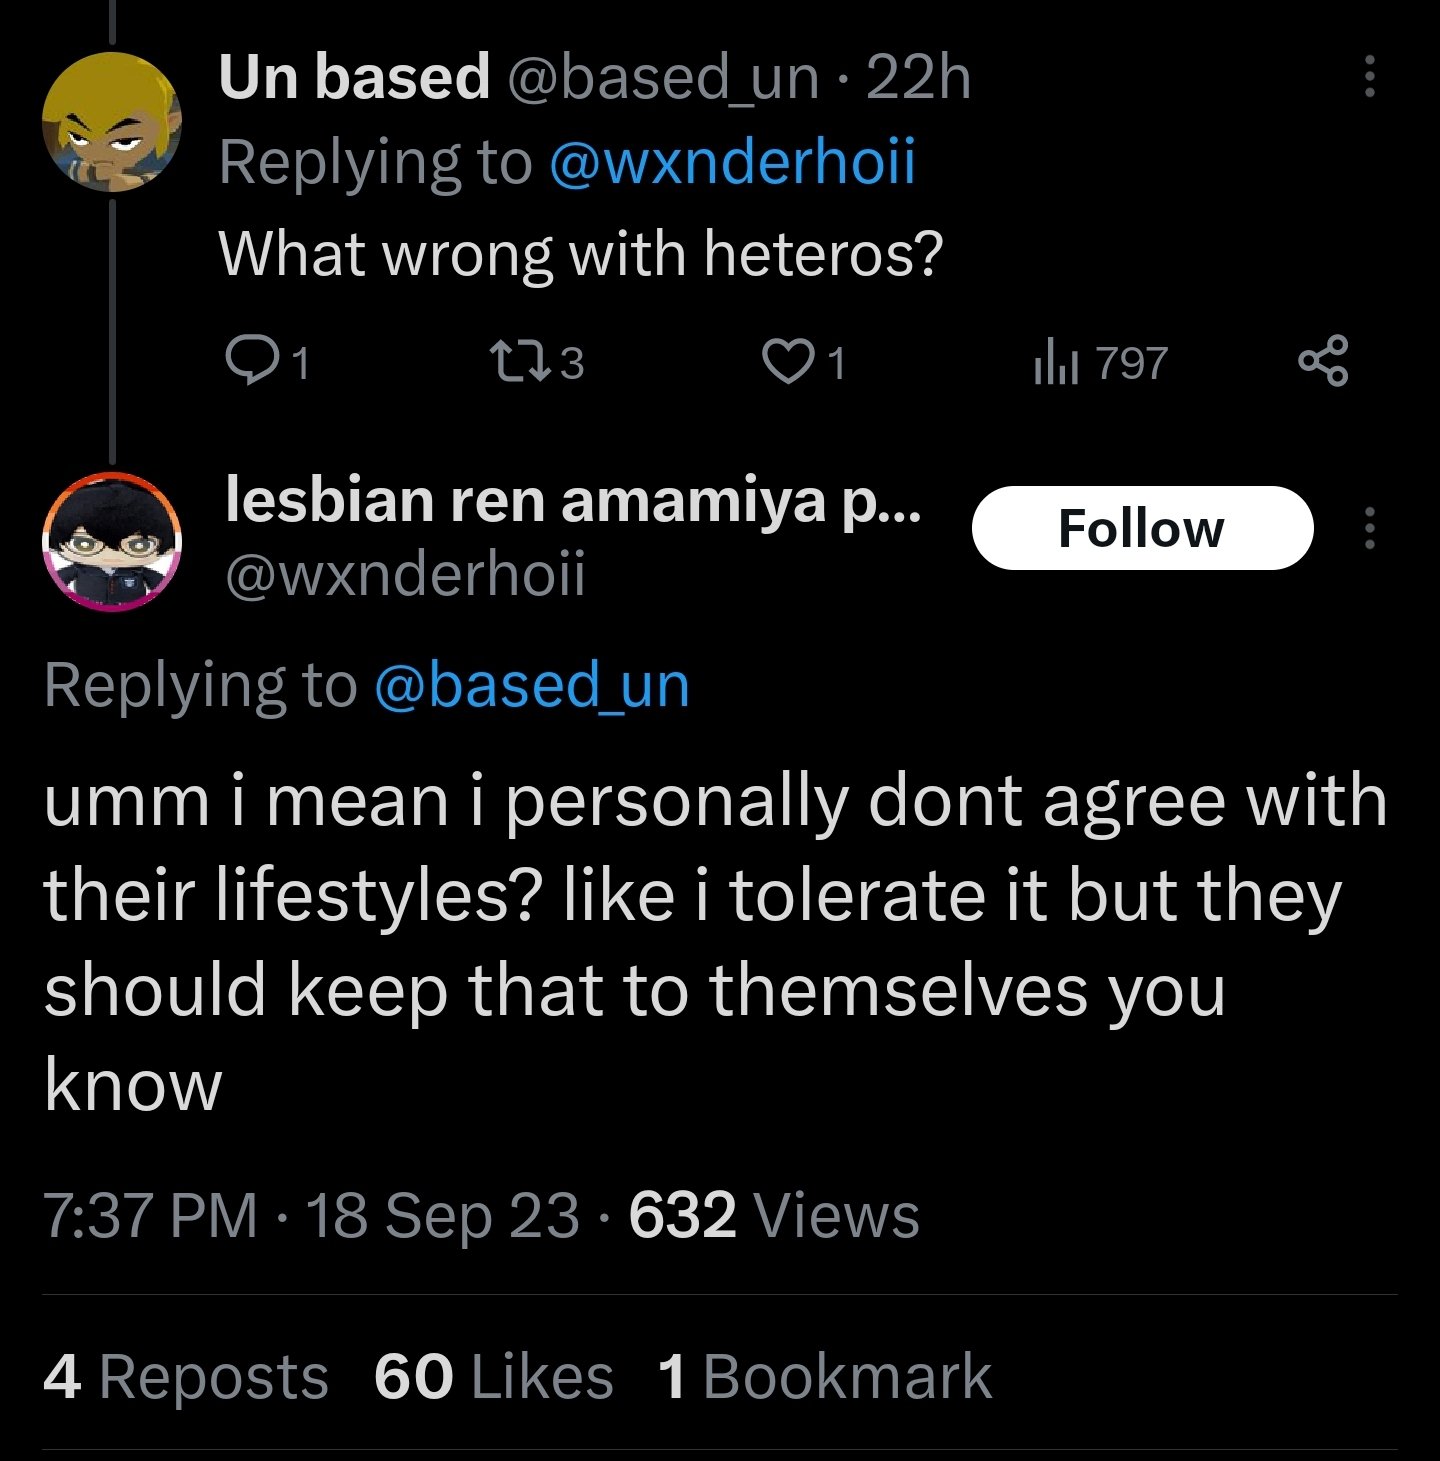 Un based @based_un · 22h
Replying to @wxnderhoii
What wrong with heteros?
1 3 1 797
lesbian ren amamiya p...
Follow
@wxnderhoii
Replying to @based_un
umm i mean i personally dont agree with
their lifestyles? like i tolerate it but they
should keep that to themselves you
know
7:37 PM · 18 Sep 23 · 632 Views
4 Reposts 60 Likes 1 Bookmark